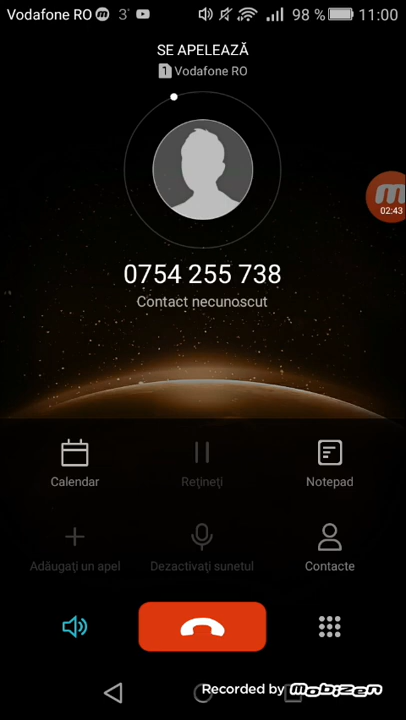 Vodafone RO 3° 98 % 11:00
SE APELEAZĂ
1 Vodafone RO
02:43
0754 255 738
Contact necunoscut
Calendar Rețineți Notepad
Adăugați un apel Dezactivați sunetul Contacte
Recorded by Mobizen